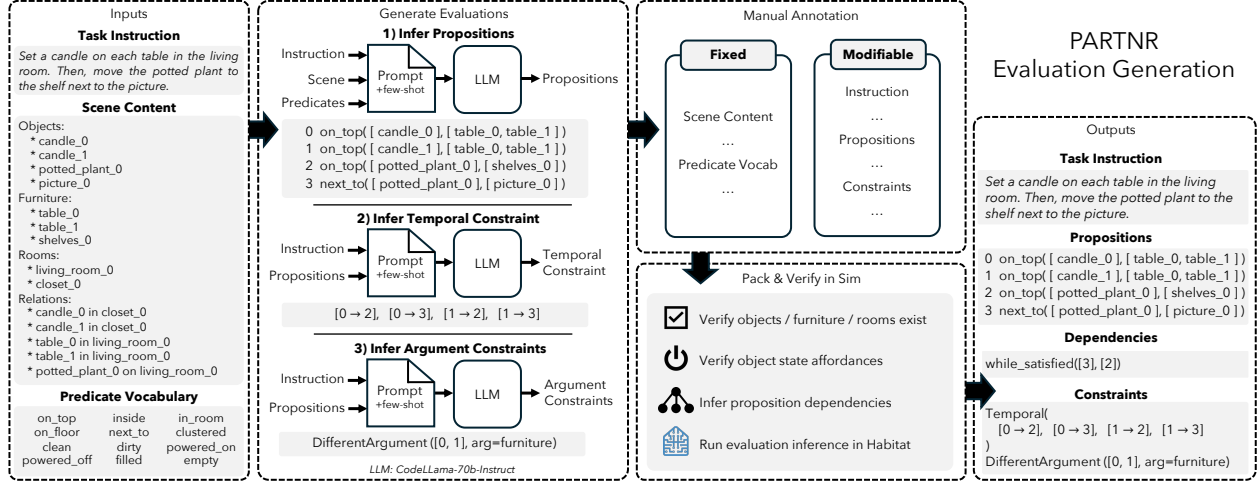 Inputs
Task Instruction
Set a candle on each table in the living
room. Then, move the potted plant to
the shelf next to the picture.
Scene Content
Objects:
* candle_0
* candle_1
* potted_plant_0
* picture_0
Furniture:
* table_0
* table_1
* shelves_0
Rooms:
* living_room_0
* closet_0
Relations:
* candle_0 in closet_0
* candle_1 in closet_0
* table_0 in living_room_0
* table_1 in living_room_0
* potted_plant_0 on living_room_0
Predicate Vocabulary
on_top inside in_room
on_floor next_to clustered
clean dirty powered_on
powered_off filled empty
Generate Evaluations
1) Infer Propositions
Instruction
Scene
Predicates
Prompt
+few-shot
LLM
Propositions
0 on_top( [ candle_0 ], [ table_0, table_1 ] )
1 on_top( [ candle_1 ], [ table_0, table_1 ] )
2 on_top( [ potted_plant_0 ], [ shelves_0 ] )
3 next_to( [ potted_plant_0 ], [ picture_0 ] )
2) Infer Temporal Constraint
Instruction
Propositions
Prompt
+few-shot
LLM
Temporal
Constraint
[0 → 2], [0 → 3], [1 → 2], [1 → 3]
3) Infer Argument Constraints
Instruction
Propositions
Prompt
+few-shot
LLM
Argument
Constraints
DifferentArgument ([0, 1], arg=furniture)
LLM: CodeLLama-70b-Instruct
Manual Annotation
Fixed
Scene Content
...
Predicate Vocab
...
Modifiable
Instruction
...
Propositions
...
Constraints
...
Pack & Verify in Sim
Verify objects / furniture / rooms exist
Verify object state affordances
Infer proposition dependencies
Run evaluation inference in Habitat
PARTNR
Evaluation Generation
Outputs
Task Instruction
Set a candle on each table in the living
room. Then, move the potted plant to the
shelf next to the picture.
Propositions
0 on_top( [ candle_0 ], [ table_0, table_1 ] )
1 on_top( [ candle_1 ], [ table_0, table_1 ] )
2 on_top( [ potted_plant_0 ], [ shelves_0 ] )
3 next_to( [ potted_plant_0 ], [ picture_0 ] )
Dependencies
while_satisfied([3], [2])
Constraints
Temporal(
[0 → 2], [0 → 3], [1 → 2], [1 → 3]
)
DifferentArgument ([0, 1], arg=furniture)